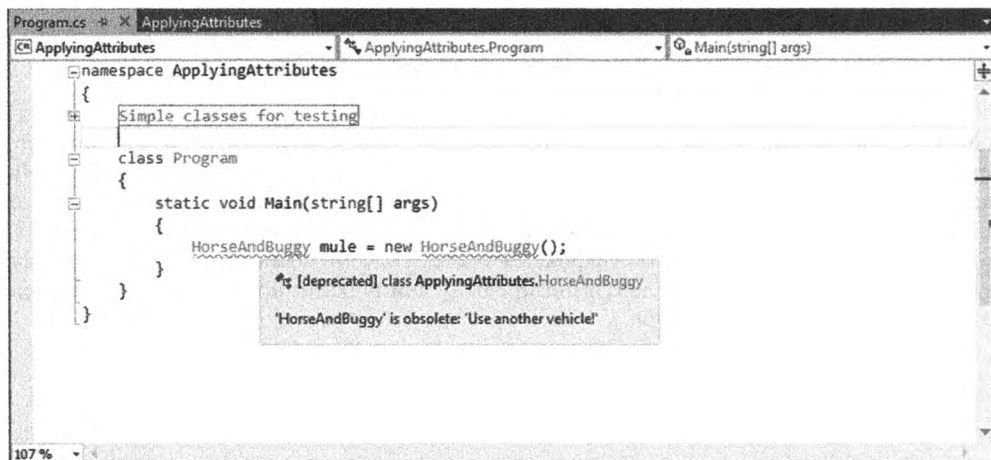 Program.cs ApplyingAttributes
C# ApplyingAttributes ApplyingAttributes.Program Main(string[] args)
namespace ApplyingAttributes
{
Simple classes for testing
class Program
{
static void Main(string[] args)
{
HorseAndBuggy mule = new HorseAndBuggy();
}
[deprecated] class ApplyingAttributes.HorseAndBuggy
}
'HorseAndBuggy' is obsolete: 'Use another vehicle!'
}
107 %